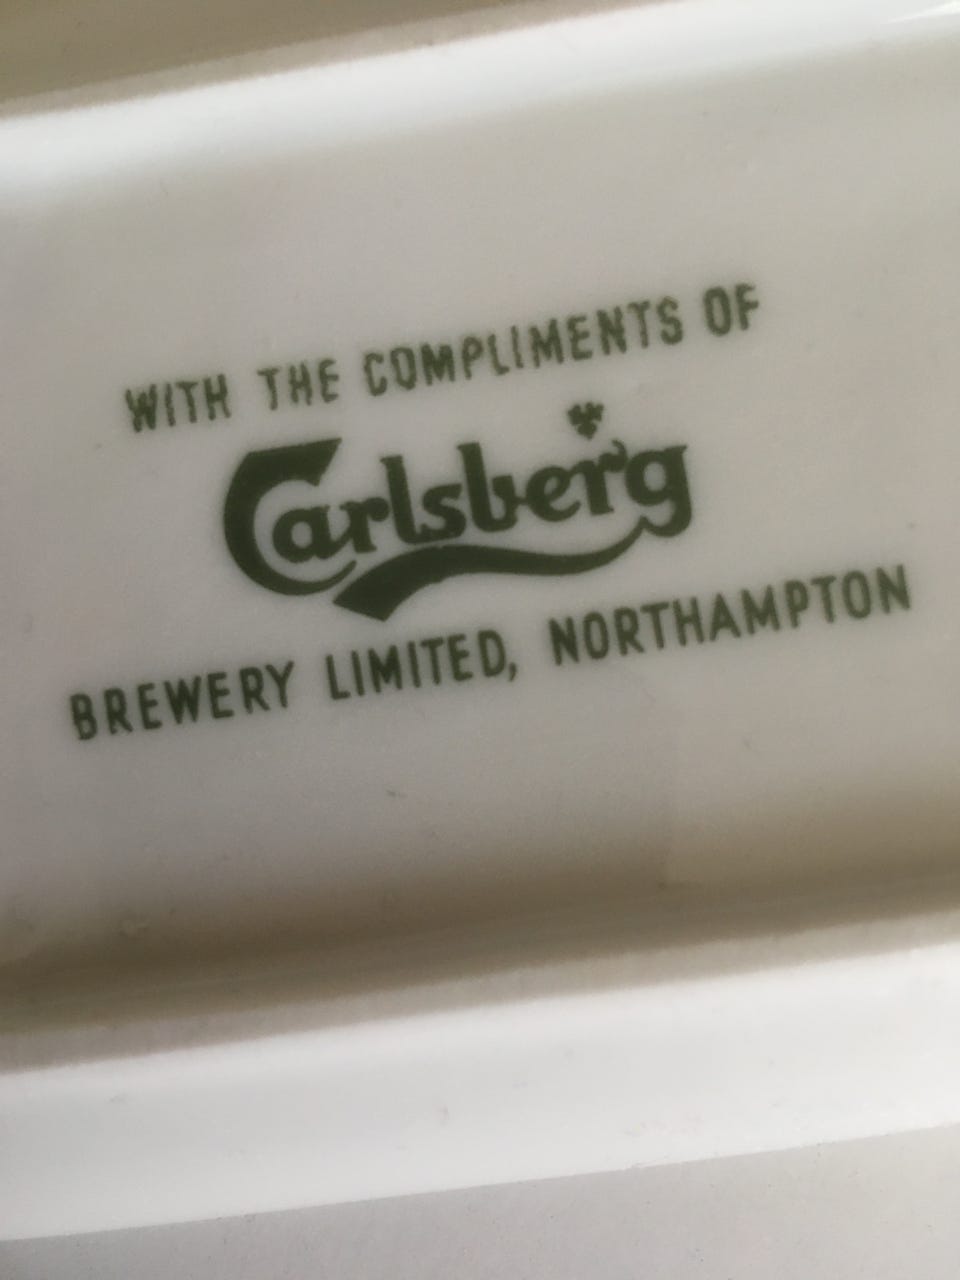 WITH THE COMPLIMENTS OF
Carlsberg
BREWERY LIMITED, NORTHAMPTON